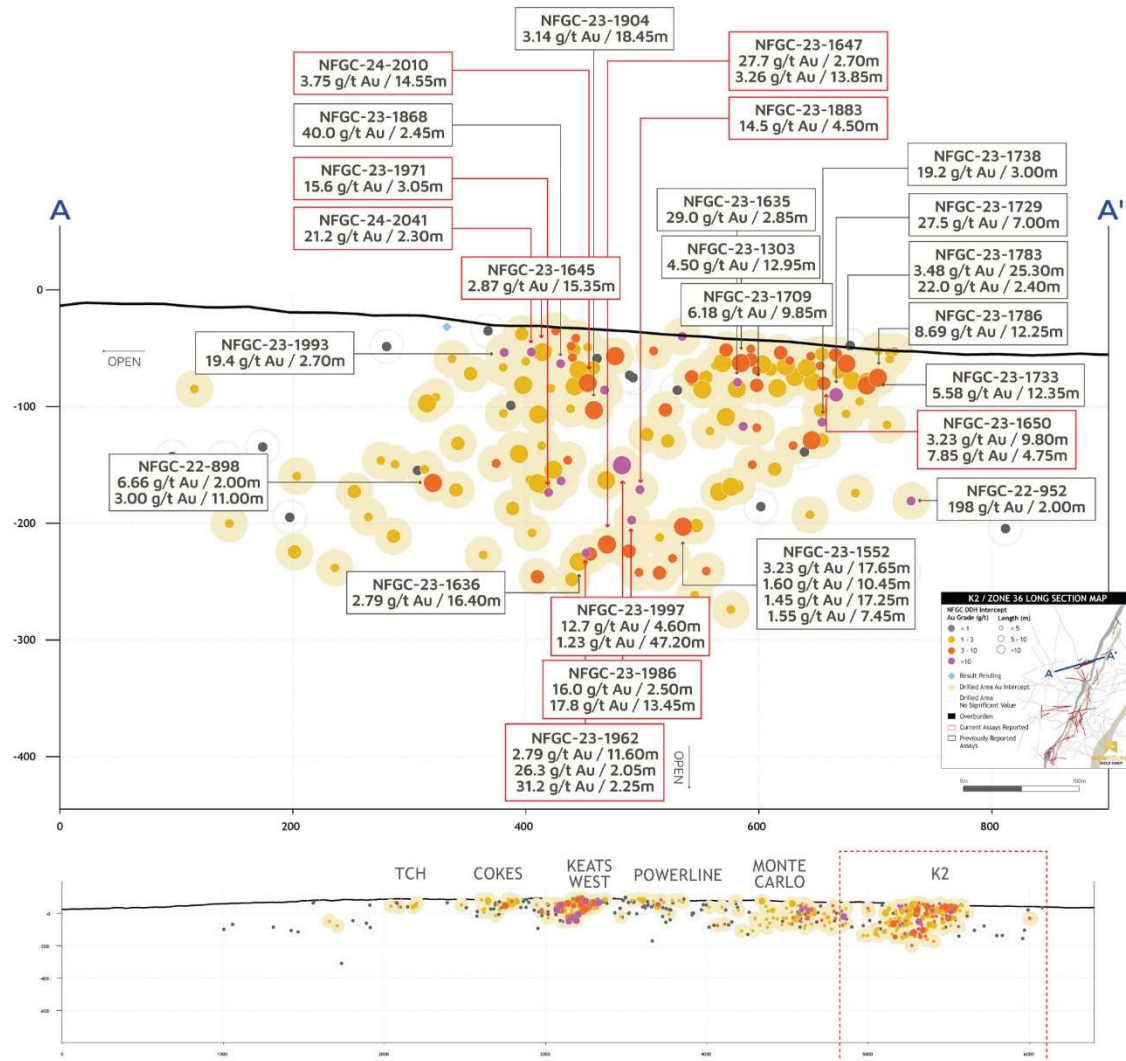 NFGC-23-1904
3.14 g/t Au / 18.45m
NFGC-24-2010
3.75 g/t Au / 14.55m
NFGC-23-1868
40.0 g/t Au / 2.45m
NFGC-23-1971
15.6 g/t Au / 3.05m
NFGC-24-2041
21.2 g/t Au / 2.30m
NFGC-23-1645
2.87 g/t Au / 15.35m
NFGC-23-1647
27.7 g/t Au / 2.70m
3.26 g/t Au / 13.85m
NFGC-23-1883
14.5 g/t Au / 4.50m
NFGC-23-1635
29.0 g/t Au / 2.85m
NFGC-23-1303
4.50 g/t Au / 12.95m
NFGC-23-1709
6.18 g/t Au / 9.85m
NFGC-23-1738
19.2 g/t Au / 3.00m
NFGC-23-1729
27.5 g/t Au / 7.00m
NFGC-23-1783
3.48 g/t Au / 25.30m
22.0 g/t Au / 2.40m
NFGC-23-1786
8.69 g/t Au / 12.25m
NFGC-23-1733
5.58 g/t Au / 12.35m
NFGC-23-1650
3.23 g/t Au / 9.80m
7.85 g/t Au / 4.75m
NFGC-22-952
198 g/t Au / 2.00m
A
A'
0
-100
-200
-300
-400
OPEN
NFGC-23-1993
19.4 g/t Au / 2.70m
NFGC-22-898
6.66 g/t Au / 2.00m
3.00 g/t Au / 11.00m
NFGC-23-1636
2.79 g/t Au / 16.40m
NFGC-23-1552
3.23 g/t Au / 17.65m
1.60 g/t Au / 10.45m
1.45 g/t Au / 17.25m
1.55 g/t Au / 7.45m
NFGC-23-1997
12.7 g/t Au / 4.60m
1.23 g/t Au / 47.20m
NFGC-23-1986
16.0 g/t Au / 2.50m
17.8 g/t Au / 13.45m
NFGC-23-1962
2.79 g/t Au / 11.60m
26.3 g/t Au / 2.05m
31.2 g/t Au / 2.25m
OPEN
K2 / ZONE 36 LONG SECTION MAP
NFGC DDH Intercept
Au Grade (g/t) Length (m)
< 1 < 5
1 - 3 5 - 10
3 - 10 >10
>10
Result Pending
Drilled Area Au Intercept
Drilled Area
No Significant Value
Overburden
Current Assays Reported
Previously Reported
Assays
A
A'
0m 100m
0 200 400 600 800
TCH
COKES
KEATS
WEST
POWERLINE
MONTE
CARLO
K2
0
-200
-400
-600
0 1000 2000 3000 4000 5000 6000